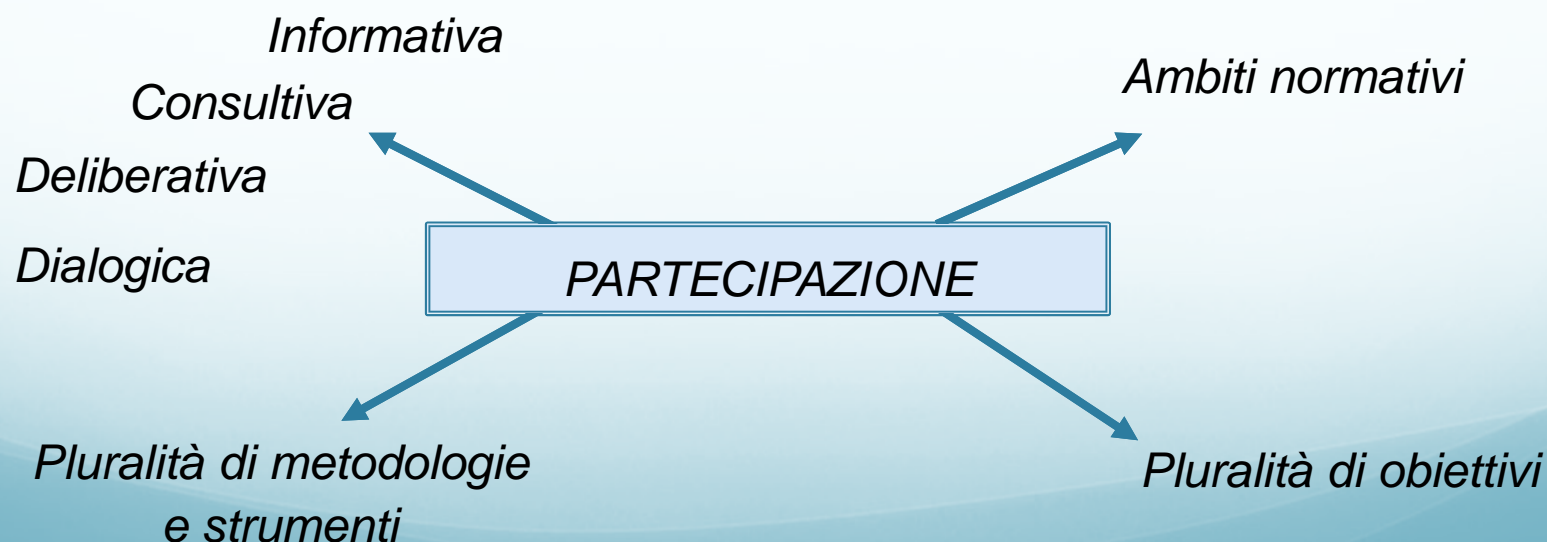 Informativa
Consultiva
Deliberativa
Dialogica
Ambiti normativi
PARTECIPAZIONE
Pluralità di metodologie
e strumenti
Pluralità di obiettivi